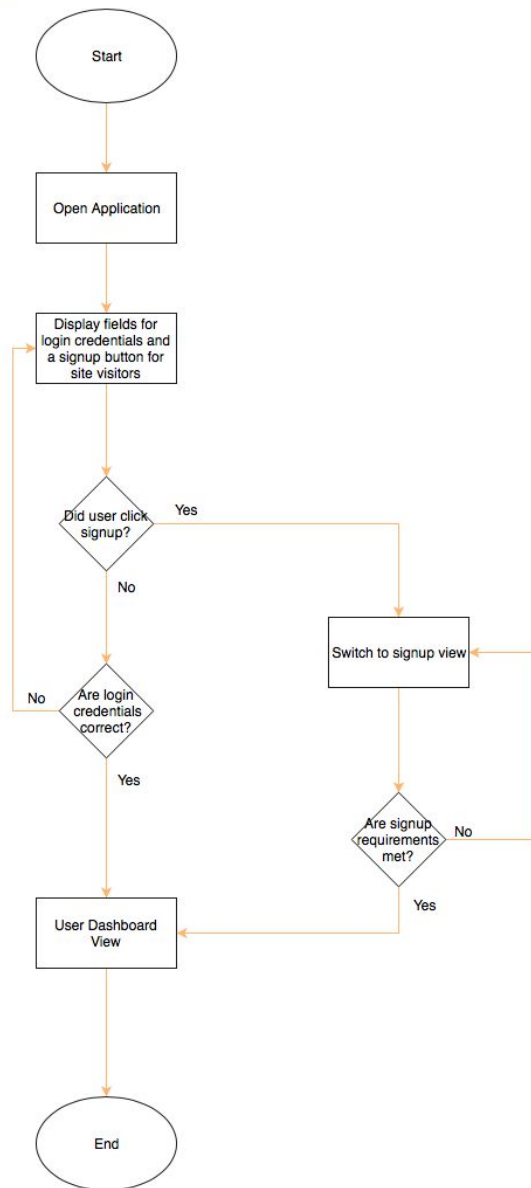 Start
Open Application
Display fields for
login credentials and
a signup button for
site visitors
Did user click
signup?
Yes
No
Switch to signup view
Are login
credentials
correct?
No
Yes
Are signup
requirements
met?
No
Yes
User Dashboard
View
End